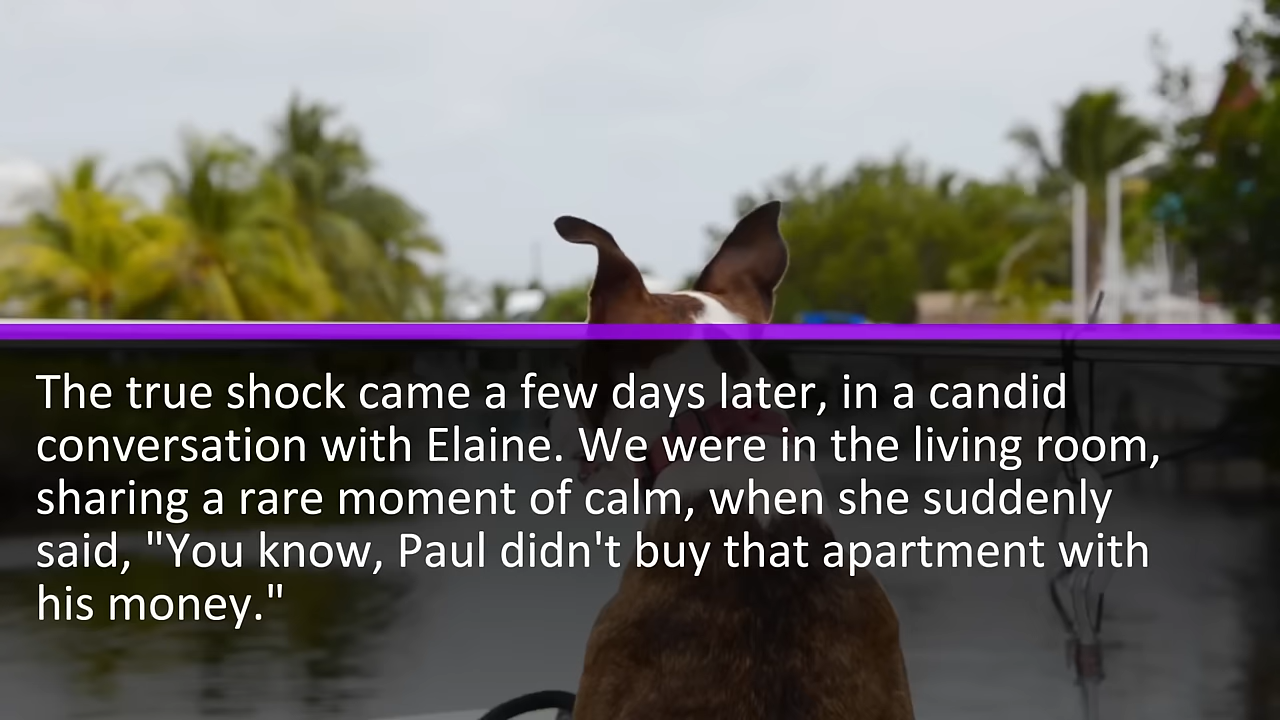 The true shock came a few days later, in a candid
conversation with Elaine. We were in the living room,
sharing a rare moment of calm, when she suddenly
said, "You know, Paul didn't buy that apartment with
his money."